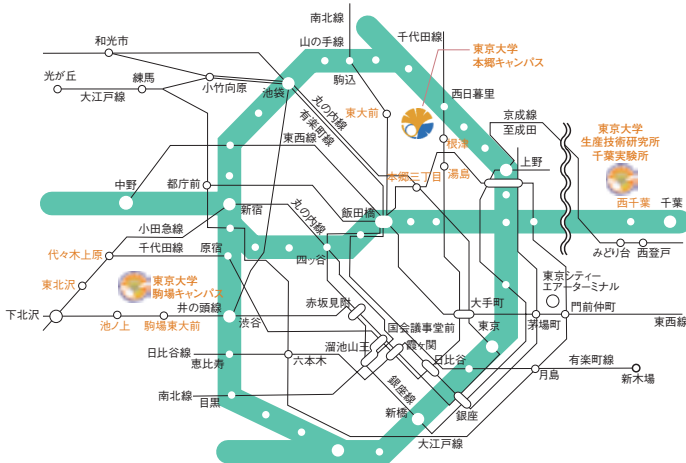 南北線
千代田線
山の手線
和光市
東京大学
本郷キャンパス
光が丘
練馬
小竹向原
池袋
駒込
大江戸線
丸の内線
有楽町線
東大前
西日暮里
京成線
至成田
東京大学
生産技術研究所
千葉実験所
東西線
根津
本郷三丁目
湯島
上野
中野
都庁前
西千葉
千葉
新宿
丸の内線
飯田橋
小田急線
代々木上原
千代田線
原宿
四ッ谷
みどり台
西登戸
東北沢
東京大学
駒場キャンパス
東京シティー
エアーターミナル
赤坂見附
大手町
下北沢
井の頭線
池ノ上
駒場東大前
渋谷
国会議事堂前
東京
茅場町
門前仲町
東西線
日比谷線
恵比寿
六本木
溜池山王
霞ヶ関
日比谷
有楽町線
月島
新木場
南北線
目黒
銀座線
新橋
銀座
大江戸線